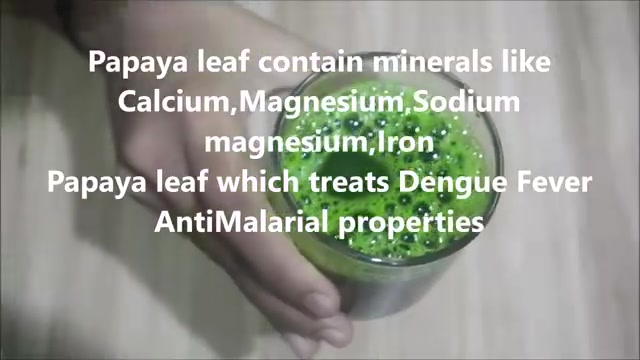 Papaya leaf contain minerals like
Calcium,Magnesium,Sodium
magnesium,Iron
Papaya leaf which treats Dengue Fever
AntiMalarial properties